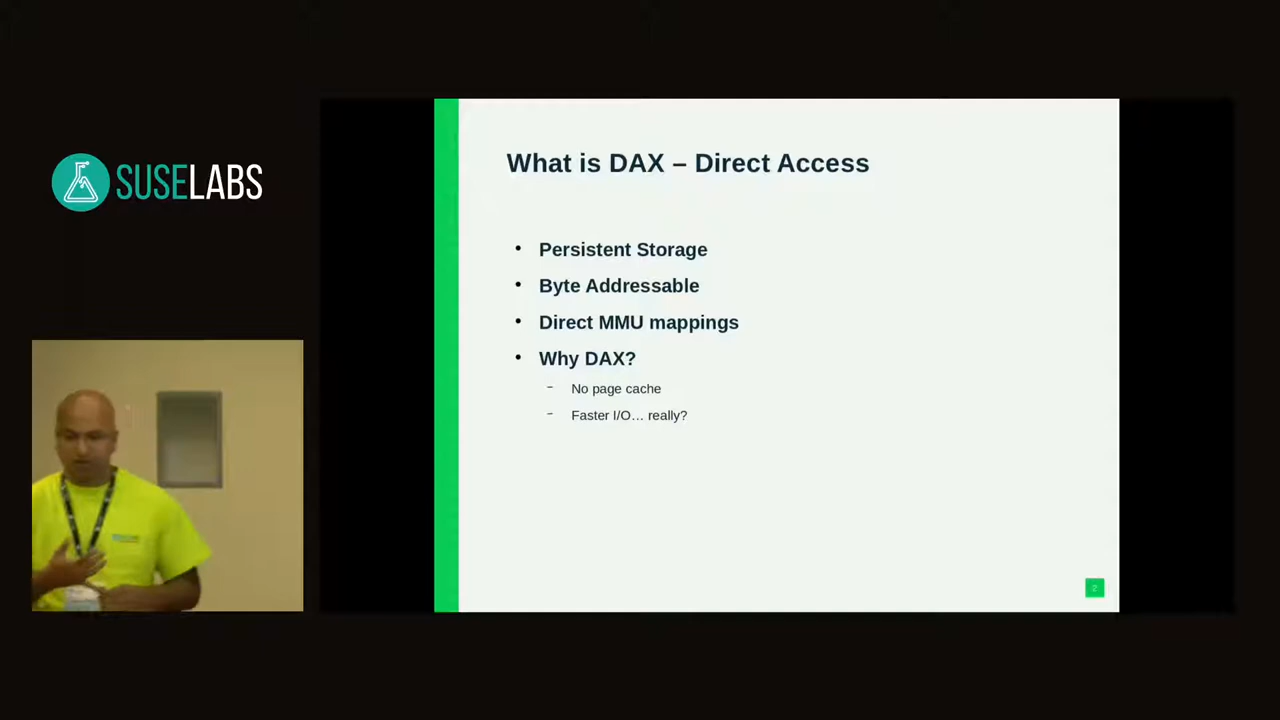 SUSELABS
What is DAX – Direct Access
• Persistent Storage
• Byte Addressable
• Direct MMU mappings
• Why DAX?
– No page cache
– Faster I/O… really?
2